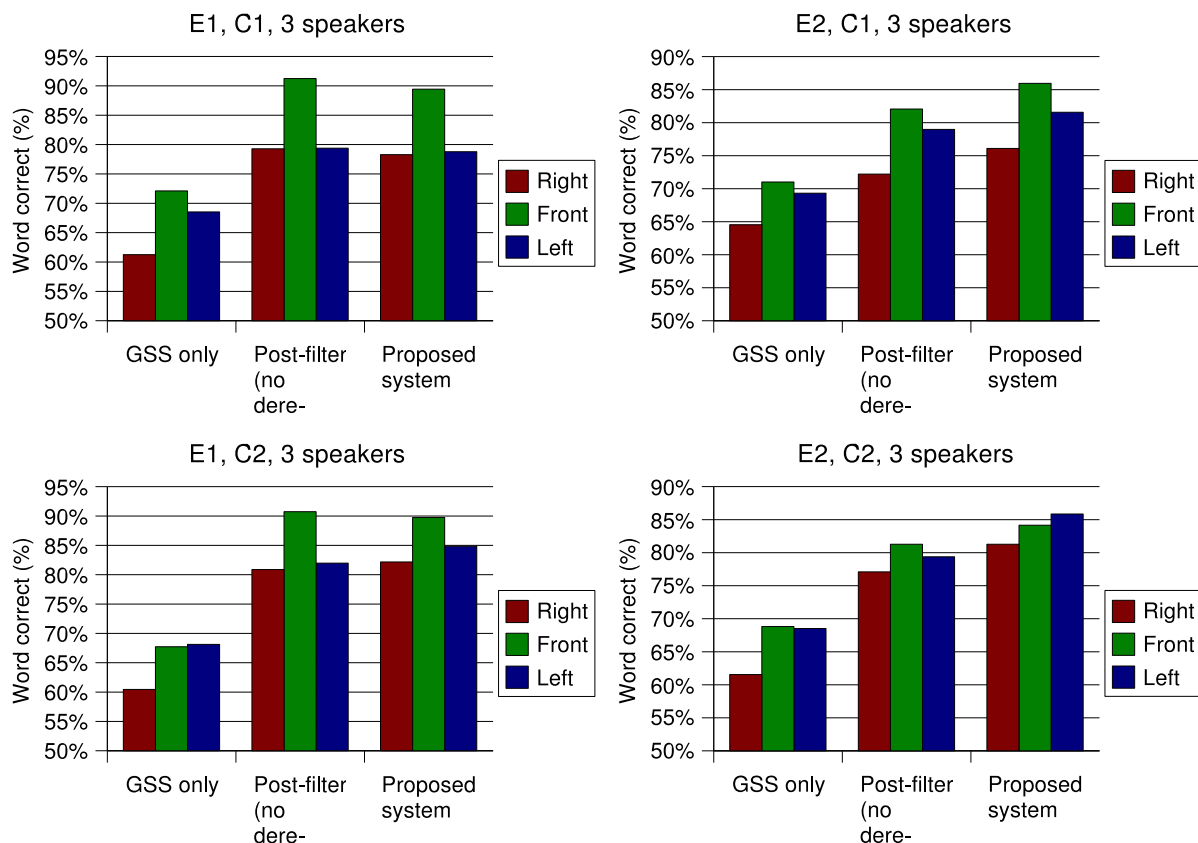 E1, C1, 3 speakers
Word correct (%)
95%
90%
85%
80%
75%
70%
65%
60%
55%
50%
GSS only
Post-filter
(no
dere-
Proposed
system
Right
Front
Left
E2, C1, 3 speakers
Word correct (%)
90%
85%
80%
75%
70%
65%
60%
55%
50%
GSS only
Post-filter
(no
dere-
Proposed
system
Right
Front
Left
E1, C2, 3 speakers
Word correct (%)
95%
90%
85%
80%
75%
70%
65%
60%
55%
50%
GSS only
Post-filter
(no
dere-
Proposed
system
Right
Front
Left
E2, C2, 3 speakers
Word correct (%)
90%
85%
80%
75%
70%
65%
60%
55%
50%
GSS only
Post-filter
(no
dere-
Proposed
system
Right
Front
Left